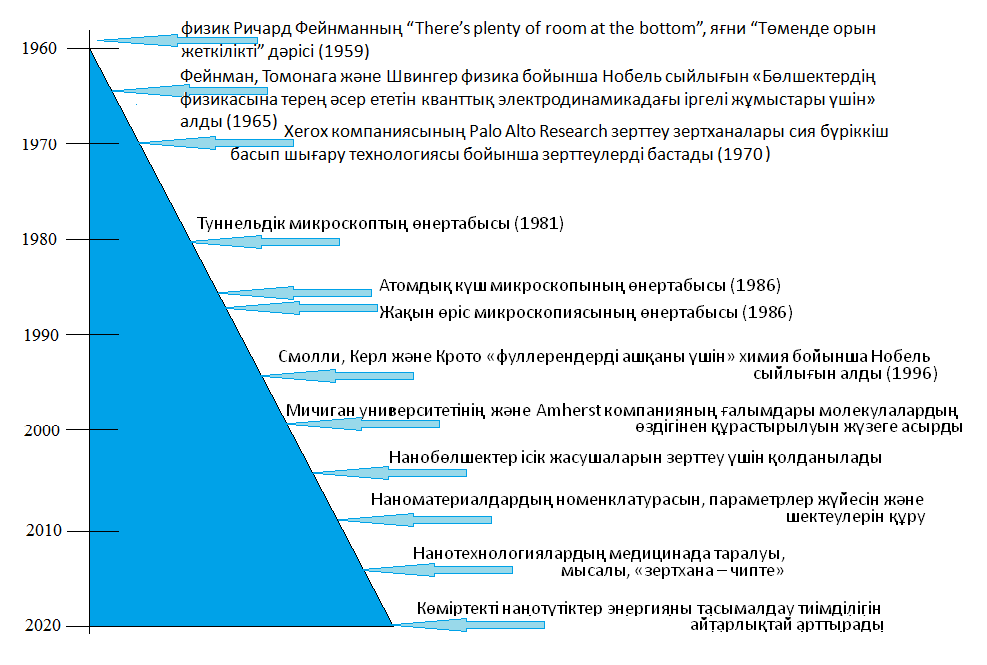 физик Ричард Фейнманның “There’s plenty of room at the bottom”, яғни “Төменде орын
жеткілікті” дәрісі (1959)
1960
Фейнман, Томонага және Швингер физика бойынша Нобель сыйлығын «Бөлшектердің
физикасына терең әсер ететін кванттық электродинамикадағы іргелі жұмыстары үшін»
алды (1965)
Xerox компаниясының Palo Alto Research зерттеу зертханалары сия бүріккіш
басып шығару технологиясы бойынша зерттеулерді бастады (1970)
1970
Туннельдік микроскоптың өнертабысы (1981)
1980
Атомдық күш микроскопының өнертабысы (1986)
Жақын өріс микроскопиясының өнертабысы (1986)
1990
Смолли, Керл және Крото «фуллерендерді ашқаны үшін» химия бойынша Нобель
сыйлығын алды (1996)
Мичиган университетінің және Amherst компанияның ғалымдары молекулалардың
өздігінен құрастырылуын жүзеге асырды
2000
Нанобөлшектер ісік жасушаларын зерттеу үшін қолданылады
Наноматериалдардың номенклатурасын, параметрлер жүйесін және
шектеулерін құру
2010
Нанотехнологиялардың медицинада таралуы,
мысалы, «зертхана – чипте»
Көміртекті нанотүтіктер энергияны тасымалдау тиімділігін
айтарлықтай арттырады
2020